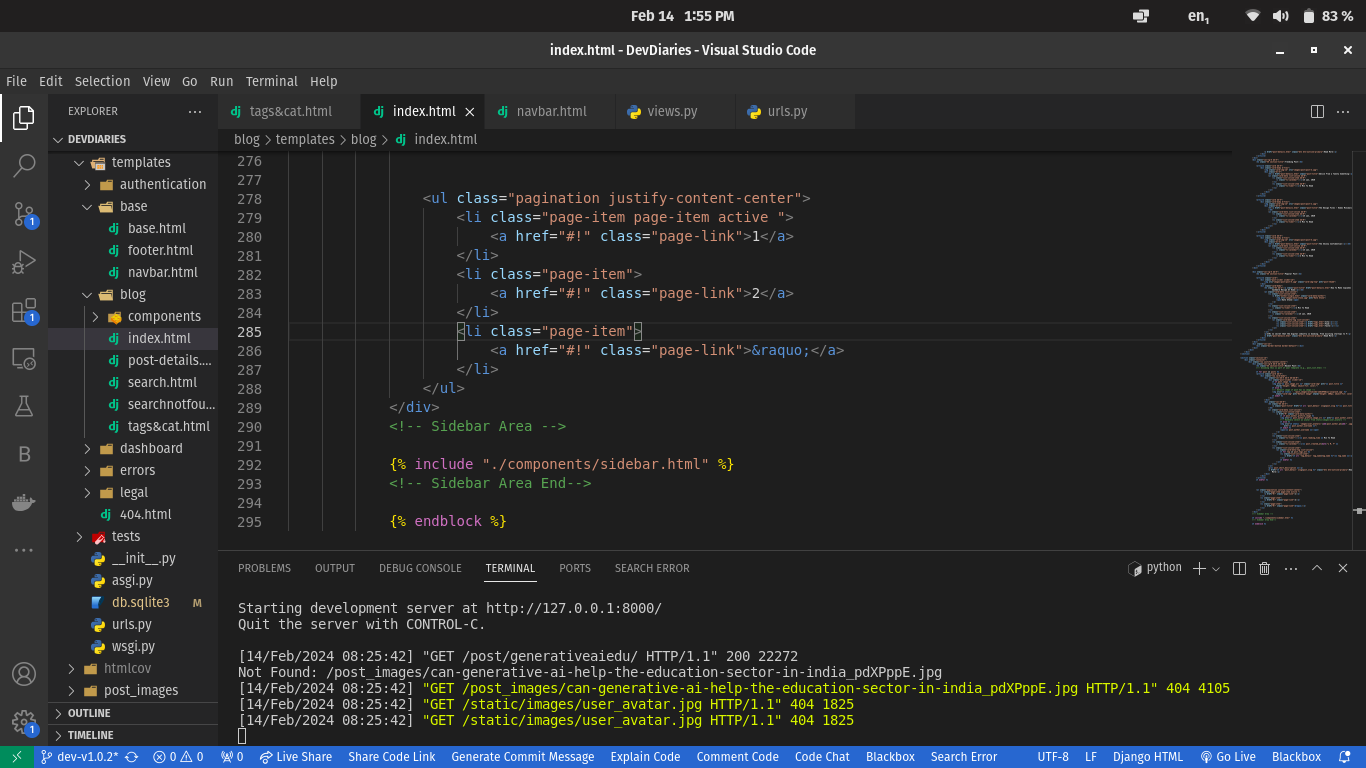 Feb 14 1:55 PM
en1
83 %
index.html - DevDiaries - Visual Studio Code
File Edit Selection View Go Run Terminal Help
EXPLORER
tags&cat.html index.html navbar.html views.py urls.py
DEVDIARIES
blog > templates > blog > index.html
templates
authentication
base
base.html
footer.html
navbar.html
blog
components
index.html
post-details....
search.html
searchnotfou...
tags&cat.html
dashboard
errors
legal
404.html
tests
__init__.py
asgi.py
db.sqlite3 M
urls.py
wsgi.py
htmlcov
post_images
OUTLINE
TIMELINE
1
1
B
1
276
277
278 <ul class="pagination justify-content-center">
279 <li class="page-item page-item active ">
280 <a href="#!" class="page-link">1</a>
281 </li>
282 <li class="page-item">
283 <a href="#!" class="page-link">2</a>
284 </li>
285 <li class="page-item">
286 <a href="#!" class="page-link">&raquo;</a>
287 </li>
288 </ul>
289 </div>
290 <!-- Sidebar Area -->
291
292 {% include "./components/sidebar.html" %}
293 <!-- Sidebar Area End-->
294
295 {% endblock %}
PROBLEMS OUTPUT DEBUG CONSOLE TERMINAL PORTS SEARCH ERROR
python
Starting development server at http://127.0.0.1:8000/
Quit the server with CONTROL-C.
[14/Feb/2024 08:25:42] "GET /post/generativeaiedu/ HTTP/1.1" 200 22272
Not Found: /post_images/can-generative-ai-help-the-education-sector-in-india_pdXPppE.jpg
[14/Feb/2024 08:25:42] "GET /post_images/can-generative-ai-help-the-education-sector-in-india_pdXPppE.jpg HTTP/1.1" 404 4105
[14/Feb/2024 08:25:42] "GET /static/images/user_avatar.jpg HTTP/1.1" 404 1825
[14/Feb/2024 08:25:42] "GET /static/images/user_avatar.jpg HTTP/1.1" 404 1825
dev-v1.0.2* 0 0 0 Live Share Share Code Link Generate Commit Message Explain Code Comment Code Code Chat Blackbox Search Error UTF-8 LF Django HTML Go Live Blackbox